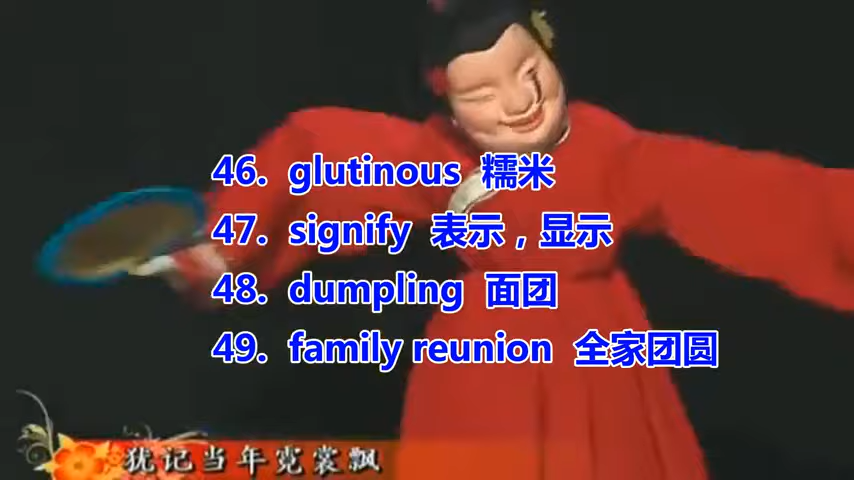 46. glutinous 糯米
47. signify 表示，显示
48. dumpling 面团
49. family reunion 全家团圆
犹记当年霓裳飘